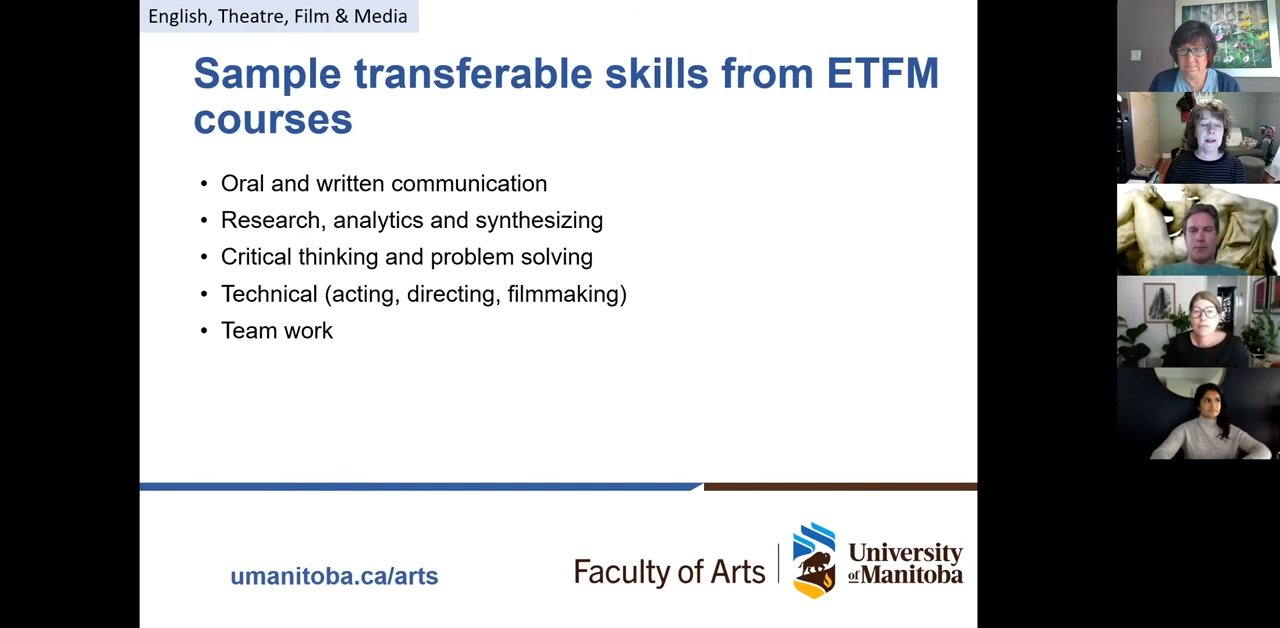 English, Theatre, Film & Media
Sample transferable skills from ETFM
courses
• Oral and written communication
• Research, analytics and synthesizing
• Critical thinking and problem solving
• Technical (acting, directing, filmmaking)
• Team work
umanitoba.ca/arts
Faculty of Arts
University
of Manitoba